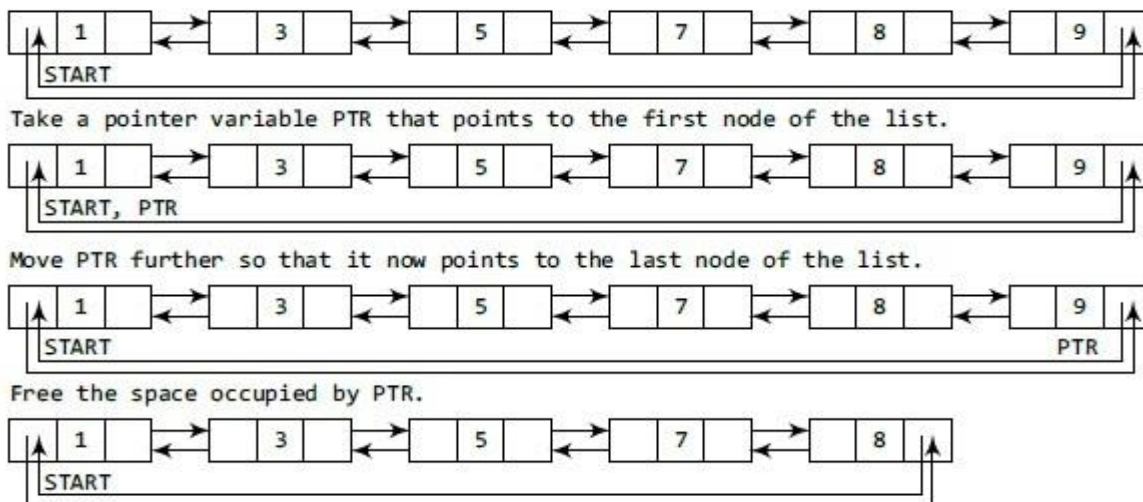 1 3 5 7 8 9
START
Take a pointer variable PTR that points to the first node of the list.
1 3 5 7 8 9
START, PTR
Move PTR further so that it now points to the last node of the list.
1 3 5 7 8 9
START PTR
Free the space occupied by PTR.
1 3 5 7 8
START